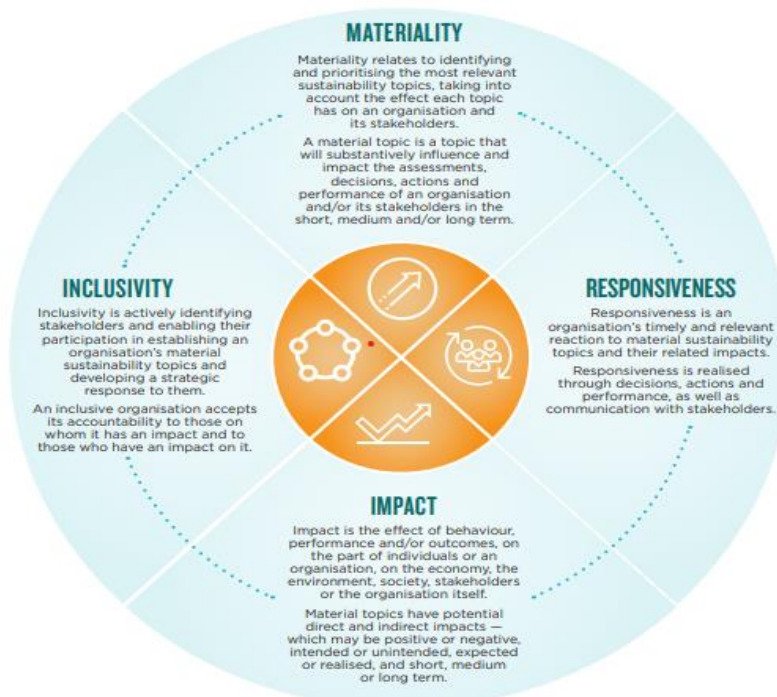 MATERIALITY
Materiality relates to identifying
and prioritising the most relevant
sustainability topics, taking into
account the effect each topic
has on an organisation and
its stakeholders.
A material topic is a topic that
will substantively influence and
impact the assessments,
decisions, actions and
performance of an organisation
and/or its stakeholders in the
short, medium and/or long term.
INCLUSIVITY
Inclusivity is actively identifying
stakeholders and enabling their
participation in establishing an
organisation's material
sustainability topics and
developing a strategic
response to them.
An inclusive organisation accepts
its accountability to those on
whom it has an impact and to
those who have an impact on it.
RESPONSIVENESS
Responsiveness is an
organisation's timely and relevant
reaction to material sustainability
topics and their related impacts.
Responsiveness is realised
through decisions, actions and
performance, as well as
communication with stakeholders.
IMPACT
Impact is the effect of behaviour,
performance and/or outcomes, on
the part of individuals or an
organisation, on the economy, the
environment, society, stakeholders
or the organisation itself.
Material topics have potential
direct and indirect impacts —
which may be positive or negative,
intended or unintended, expected
or realised, and short, medium
or long term.